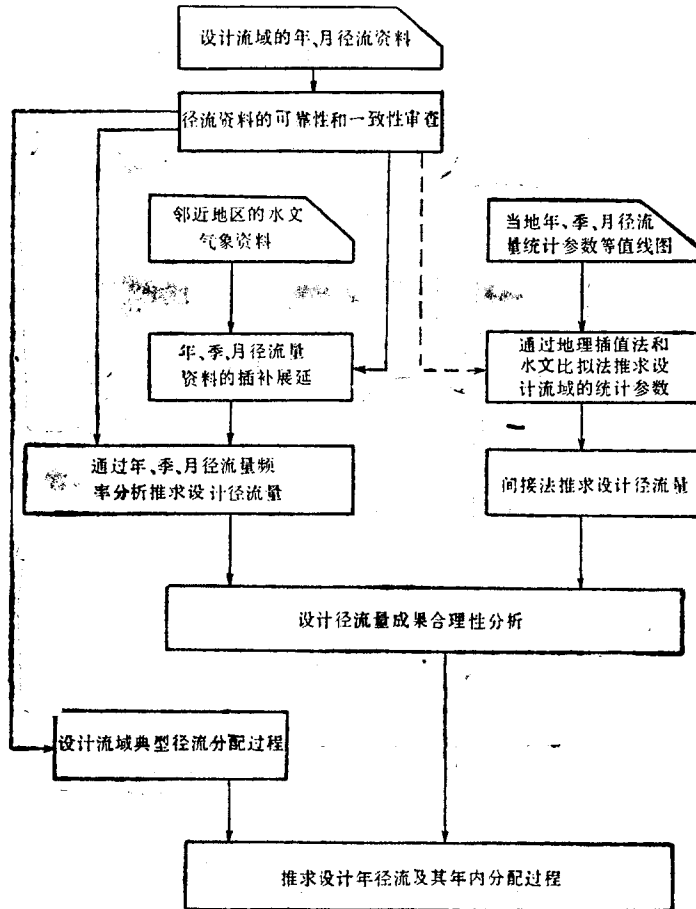 设计流域的年、月径流资料
径流资料的可靠性和一致性审查
邻近地区的水文
气象资料
当地年、季、月径流
量统计参数等值线图
年、季、月径流量
资料的插补展延
通过地理插值法和
水文比拟法推求设
计流域的统计参数
通过年、季、月径流量频
率分析推求设计径流量
间接法推求设计径流量
设计径流量成果合理性分析
设计流域典型径流分配过程
推求设计年径流及其年内分配过程